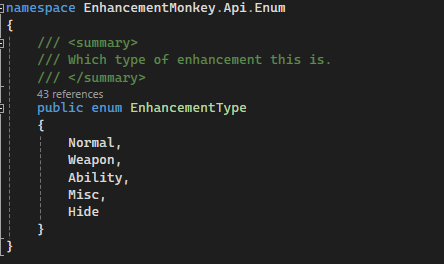 namespace EnhancementMonkey.Api.Enum
{
/// <summary>
/// Which type of enhancement this is.
/// </summary>
43 references
public enum EnhancementType
{
Normal,
Weapon,
Ability,
Misc,
Hide
}
}